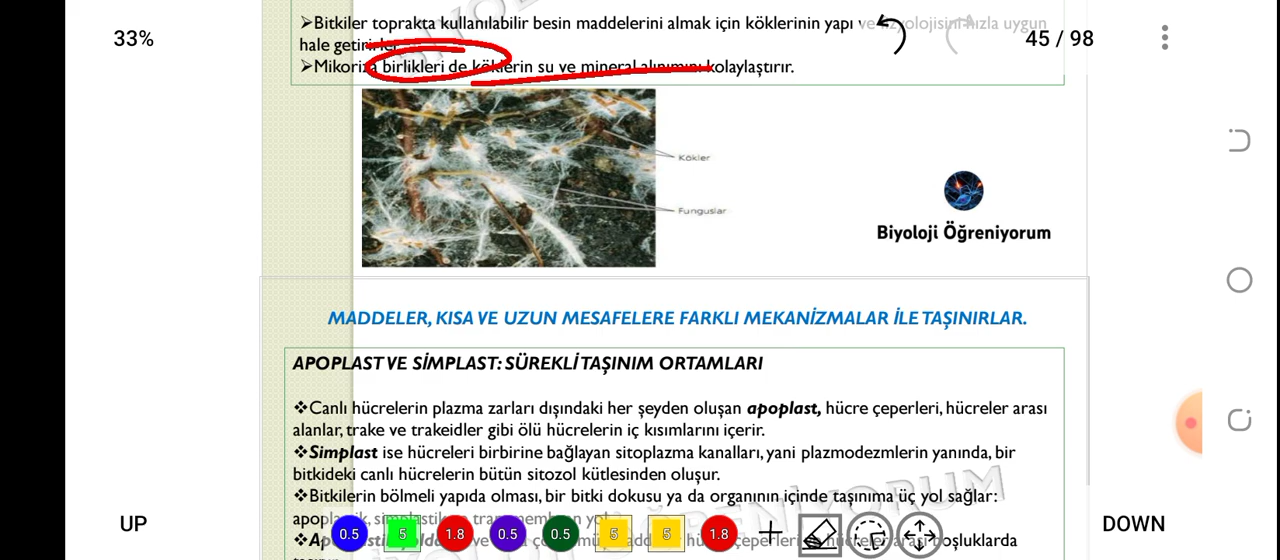 ➤Bitkiler toprakta kullanılabilir besin maddelerini almak için köklerinin yapı ve fizyolojisini hızla uygun
hale getirirler.
➤Mikoriza birlikleri de köklerin su ve mineral alınımını kolaylaştırır.
33%
45 / 98
Kökler
Funguslar
Biyoloji Öğreniyorum
MADDELER, KISA VE UZUN MESAFELERE FARKLI MEKANİZMALAR İLE TAŞINIRLAR.
APOPLAST VE SİMPLAST: SÜREKLİ TAŞINIM ORTAMLARI
❖Canlı hücrelerin plazma zarları dışındaki her şeyden oluşan apoplast, hücre çeperleri, hücreler arası
alanlar, trake ve trakeidler gibi ölü hücrelerin iç kısımlarını içerir.
❖Simplast ise hücreleri birbirine bağlayan sitoplazma kanalları, yani plazmodezmlerin yanında, bir
bitkideki canlı hücrelerin bütün sitozol kütlesinden oluşur.
❖Bitkilerin bölmeli yapıda olması, bir bitki dokusu ya da organının içinde taşınıma üç yol sağlar:
UP
0.5
5
1.8
0.5
0.5
5
5
1.8
DOWN
boşluklarda